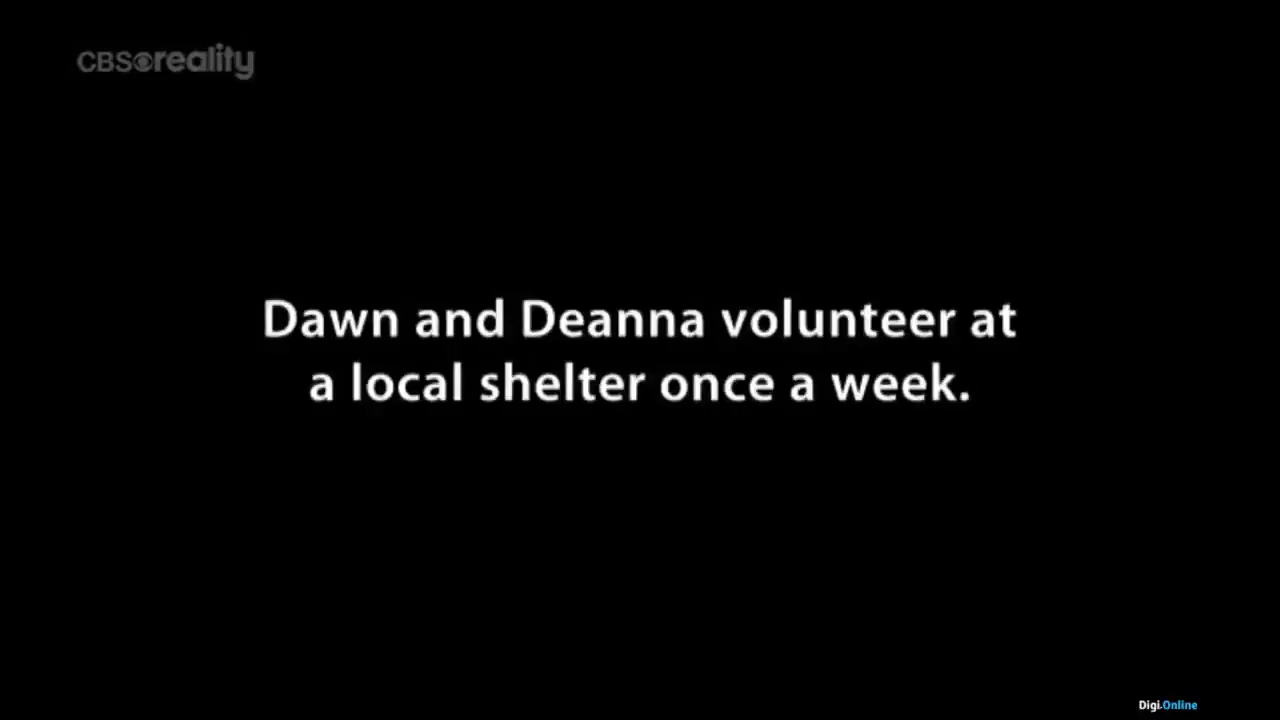 CBS reality
Dawn and Deanna volunteer at
a local shelter once a week.
Digi.Online